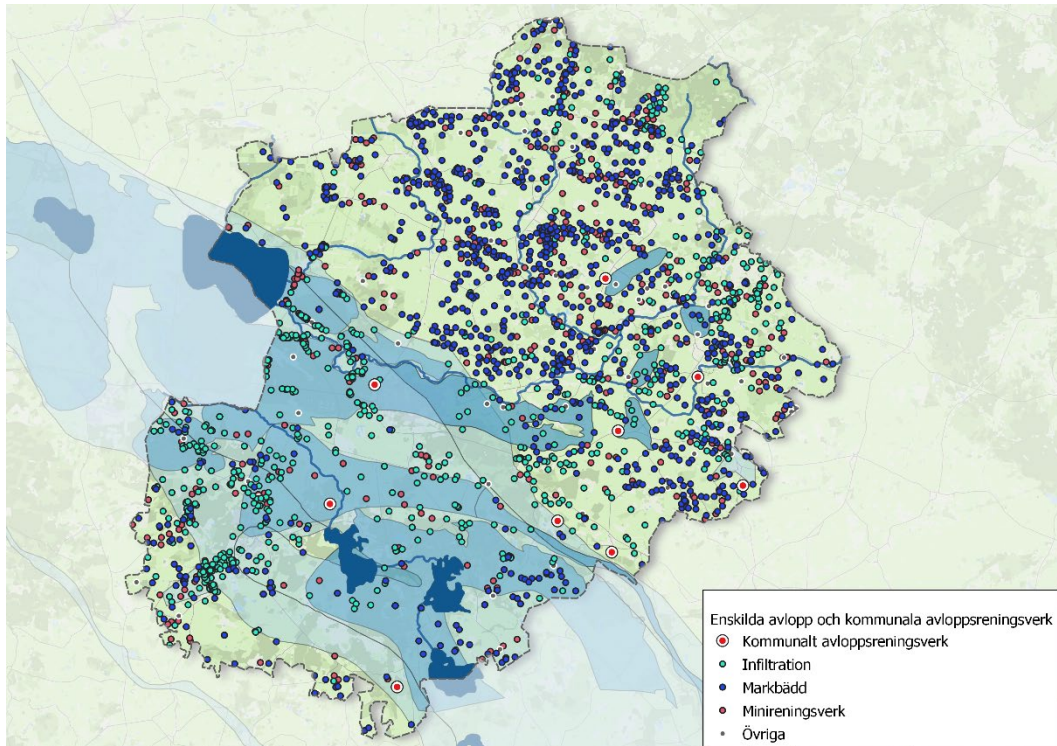 Enskilda avlopp och kommunala avloppsreningsverk
Kommunalt avloppsreningsverk
Infiltration
Markbädd
Minireningsverk
Övriga